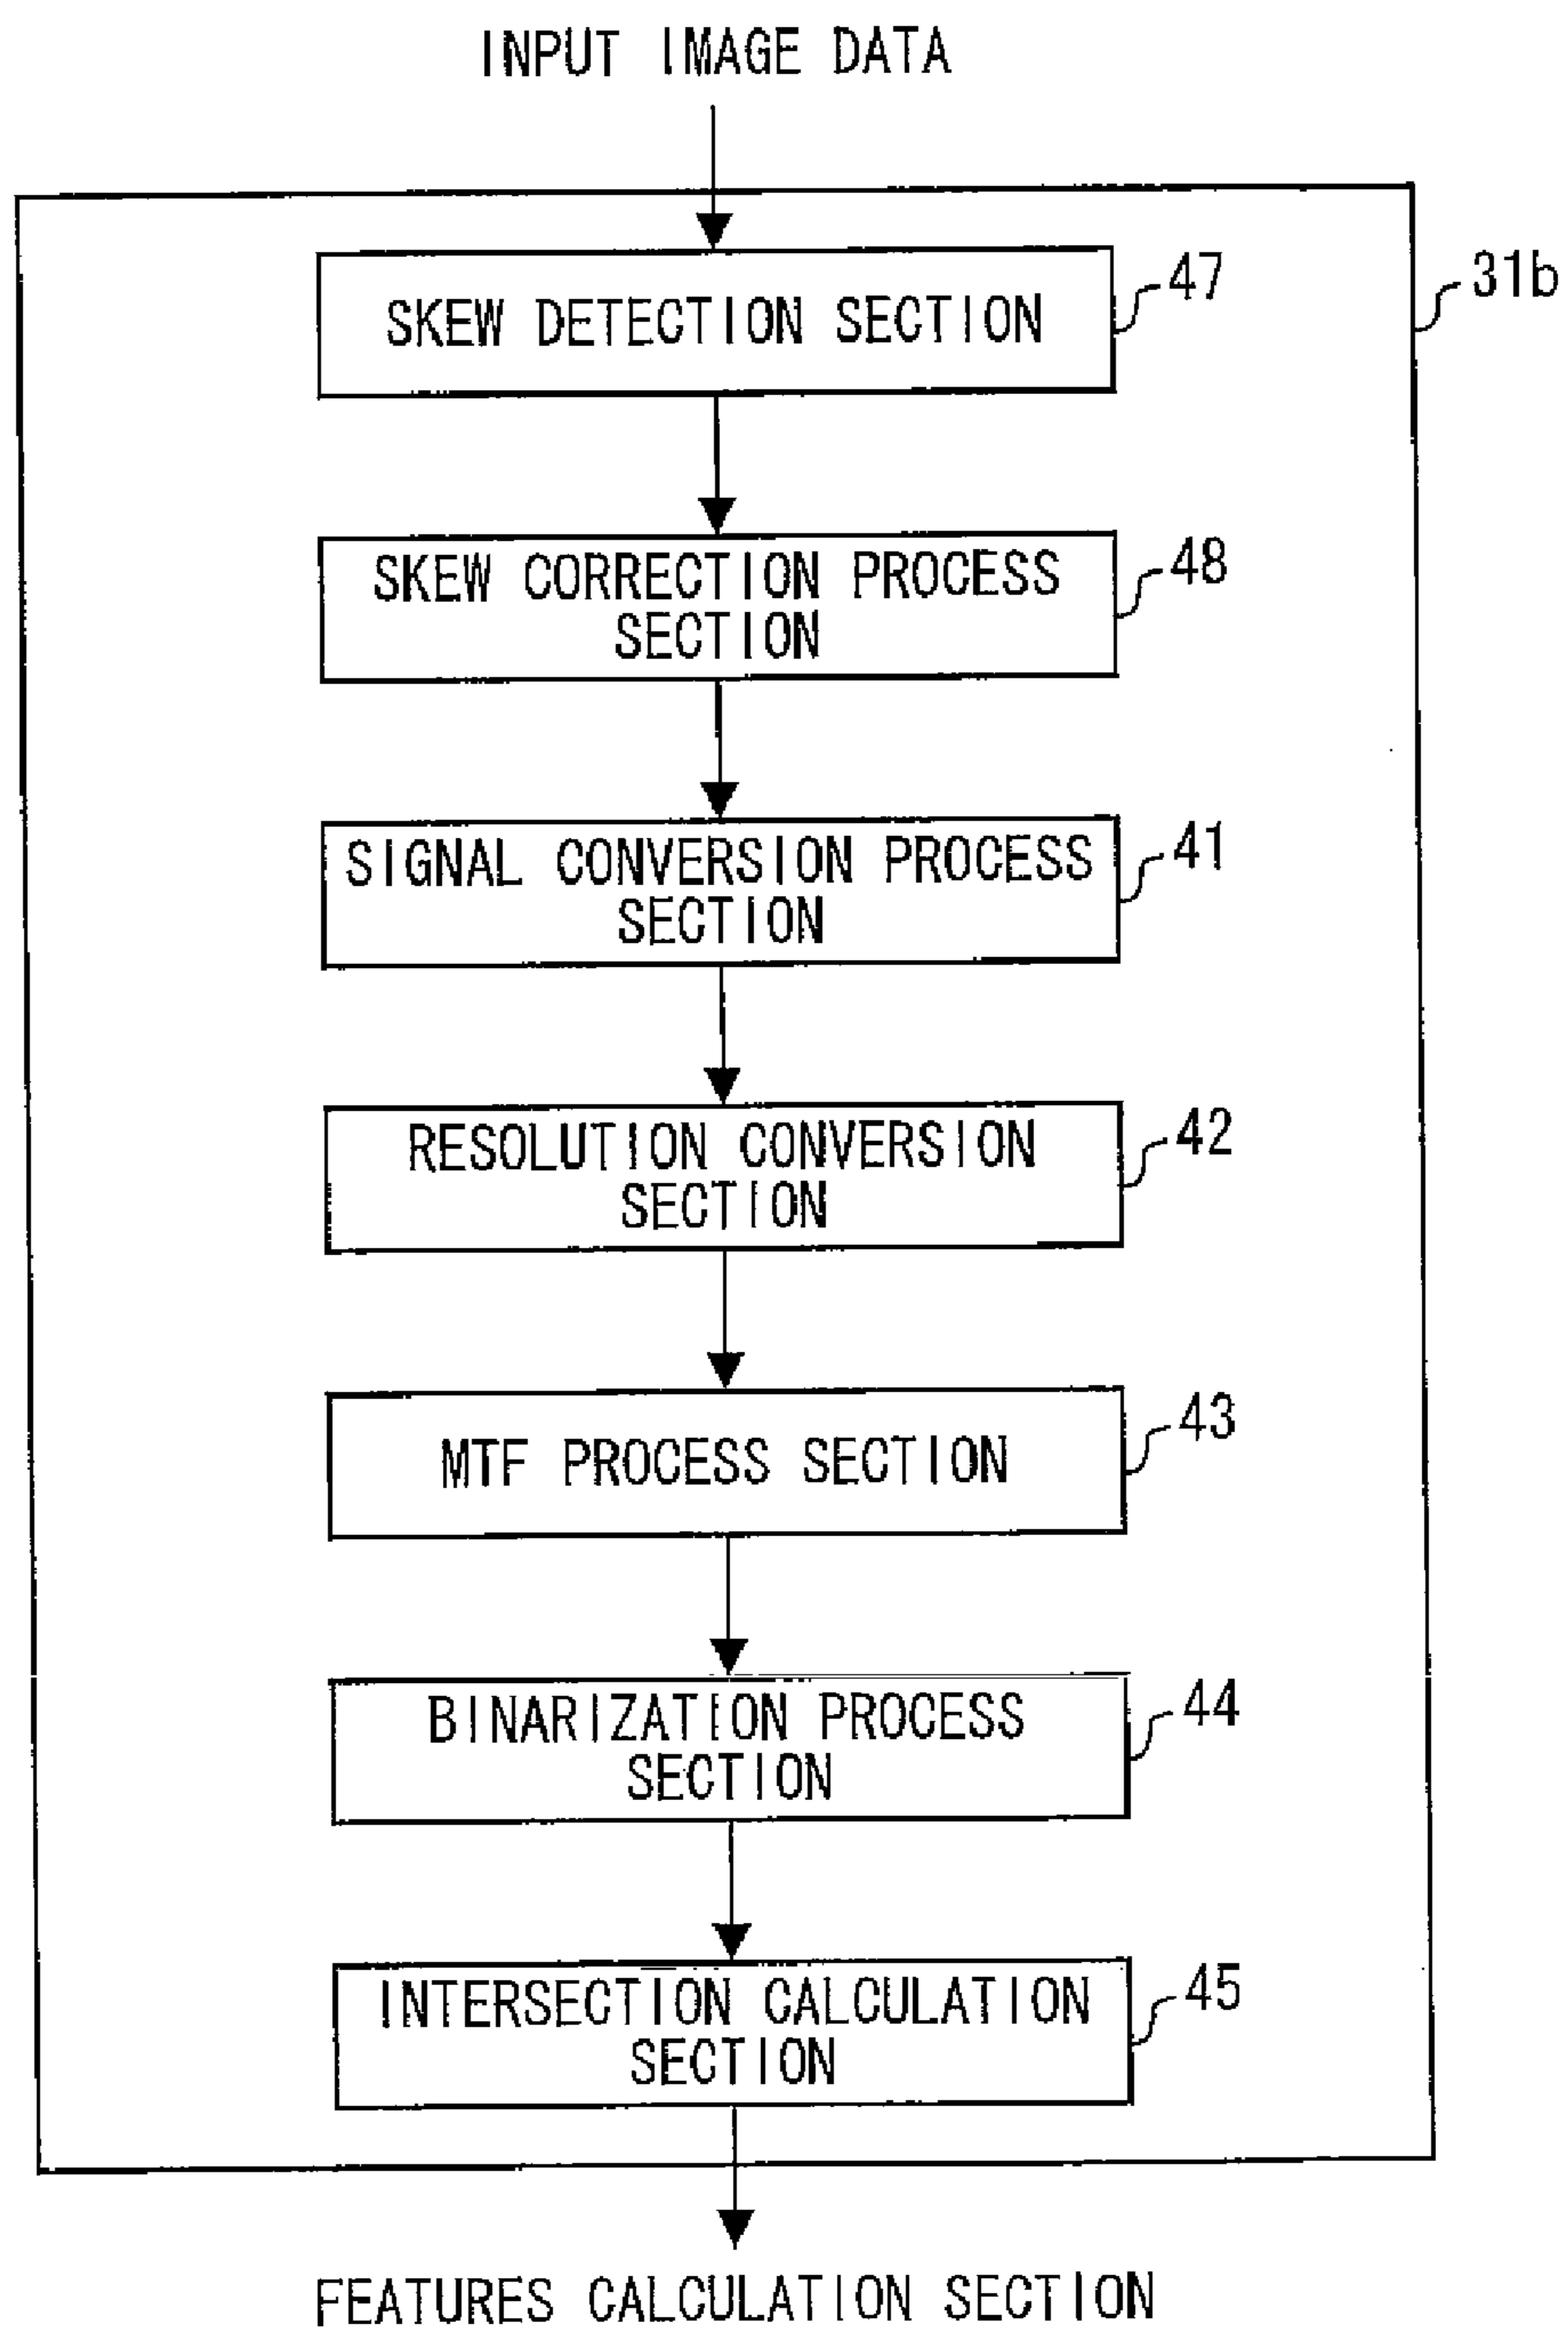 INPUT IMAGE DATA
31b
SKEW DETECTION SECTION
47
SKEW CORRECTION PROCESS
SECTION
48
SIGNAL CONVERSION PROCESS
SECTION
41
RESOLUTION CONVERSION
SECTION
42
MTF PROCESS SECTION
43
BINARIZATION PROCESS
SECTION
44
INTERSECTION CALCULATION
SECTION
45
FEATURES CALCULATION SECTION